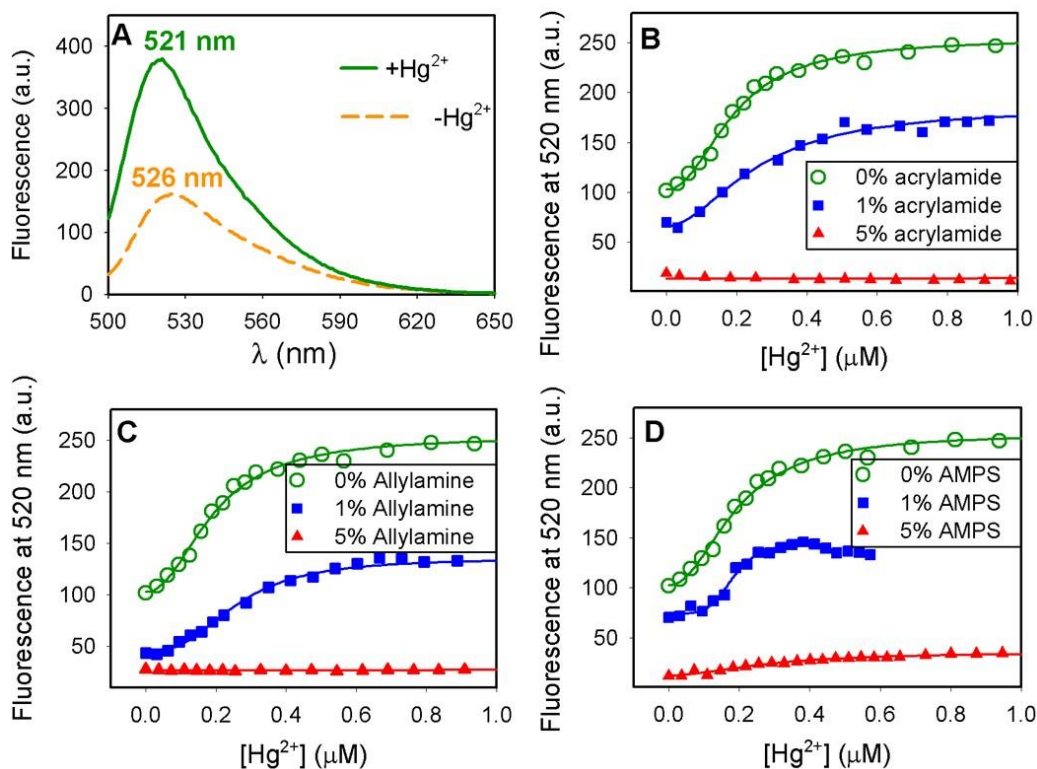 A
521 nm
+Hg²⁺
-Hg²⁺
526 nm
Fluorescence (a.u.)
400
300
200
100
0
500 530 560 590 620 650
λ (nm)
B
Fluorescence at 520 nm (a.u.)
250
200
150
100
50
0% acrylamide
1% acrylamide
5% acrylamide
0.0 0.2 0.4 0.6 0.8 1.0
[Hg²⁺] (μM)
C
Fluorescence at 520 nm (a.u.)
250
200
150
100
50
0% Allylamine
1% Allylamine
5% Allylamine
0.0 0.2 0.4 0.6 0.8 1.0
[Hg²⁺] (μM)
D
Fluorescence at 520 nm (a.u.)
250
200
150
100
50
0% AMPS
1% AMPS
5% AMPS
0.0 0.2 0.4 0.6 0.8 1.0
[Hg²⁺] (μM)